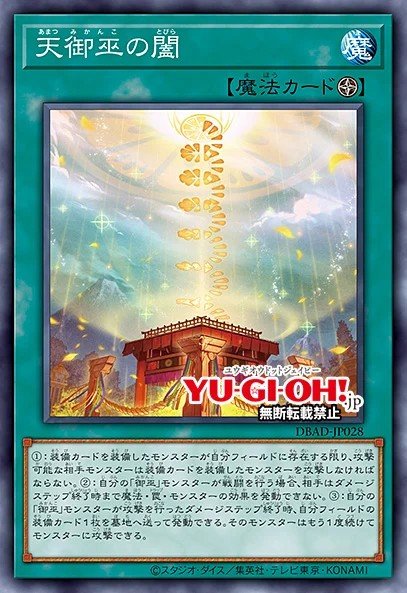 あまつ みかんこ とびら
天御巫の闔
魔
まほう
【魔法カード】
ユウギオウドットジェイピー
YU-GI-OH!.jp
無断転載禁止
DBAD-JP028
①：装備カードを装備したモンスターが自分フィールドに存在する限り、攻撃
可能な相手モンスターは装備カードを装備したモンスターを攻撃しなければ
ならない。②：自分の「御巫」モンスターが戦闘を行う場合、相手はダメージ
ステップ終了時まで魔法・罠・モンスターの効果を発動できない。③：自分の
「御巫」モンスターが攻撃を行ったダメージステップ終了時、自分フィールドの
装備カード1枚を墓地へ送って発動できる。そのモンスターはもう1度続けて
モンスターに攻撃できる。
©スタジオ・ダイス／集英社・テレビ東京・KONAMI